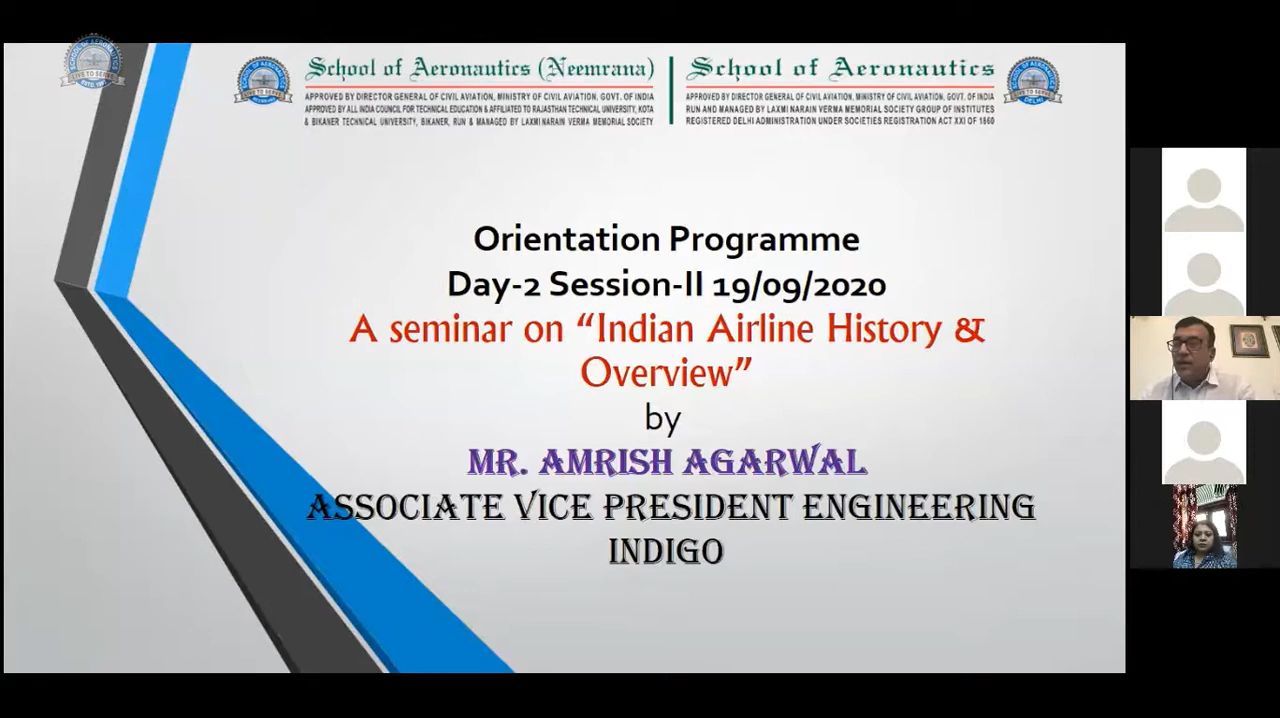 School of Aeronautics (Neemrana)
APPROVED BY DIRECTOR GENERAL OF CIVIL AVIATION, MINISTRY OF CIVIL AVIATION, GOVT. OF INDIA
APPROVED BY ALL INDIA COUNCIL FOR TECHNICAL EDUCATION & AFFILIATED TO RAJASTHAN TECHNICAL UNIVERSITY, KOTA
& BIKANER TECHNICAL UNIVERSITY, BIKANER, RUN & MANAGED BY LAXMI NARAIN VERMA MEMORIAL SOCIETY
School of Aeronautics
APPROVED BY DIRECTOR GENERAL OF CIVIL AVIATION, MINISTRY OF CIVIL AVIATION, GOVT. OF INDIA
RUN AND MANAGED BY LAXMI NARAIN VERMA MEMORIAL SOCIETY GROUP OF INSTITUTES
REGISTERED DELHI ADMINISTRATION UNDER SOCIETIES REGISTRATION ACT XXI OF 1860
Orientation Programme
Day-2 Session-II 19/09/2020
A seminar on “Indian Airline History &
Overview”
by
MR. AMRISH AGARWAL
ASSOCIATE VICE PRESIDENT ENGINEERING
INDIGO